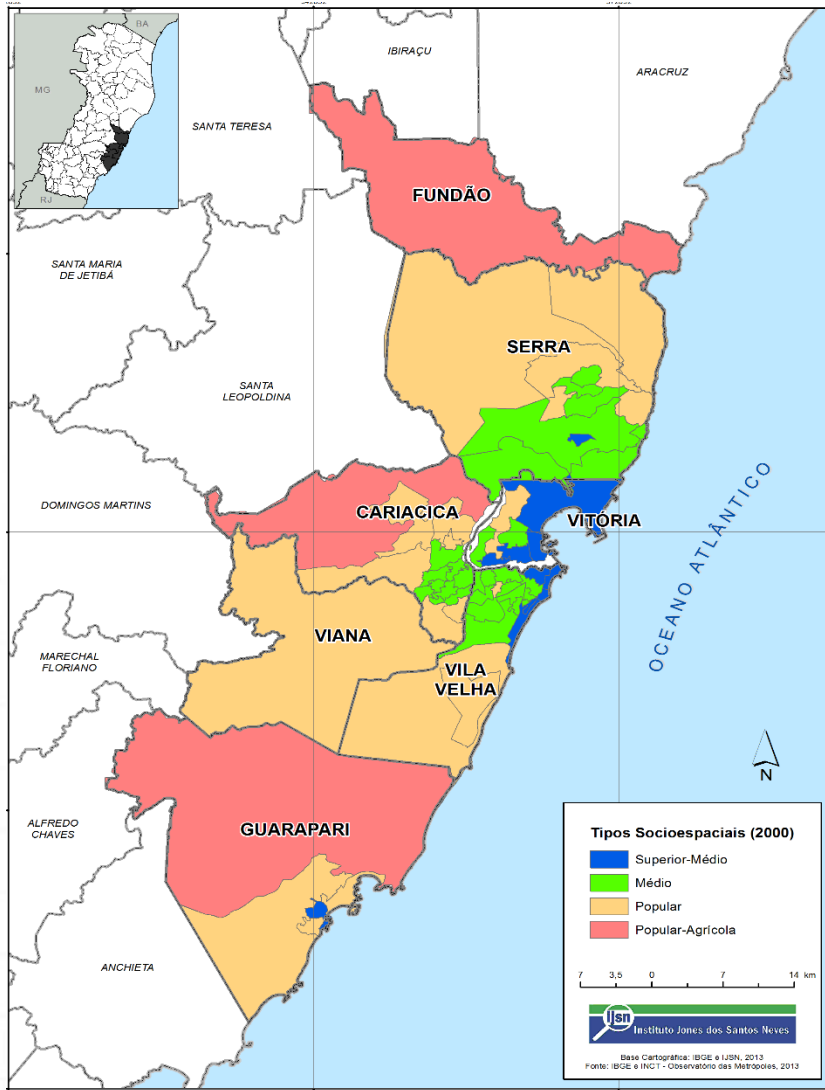 BA
MG
RJ
IBIRAÇU
ARACRUZ
SANTA TERESA
FUNDÃO
SANTA MARIA
DE JETIBÁ
SERRA
SANTA
LEOPOLDINA
DOMINGOS MARTINS
CARIACICA
VITÓRIA
OCEANO ATLÂNTICO
VIANA
MARECHAL
FLORIANO
VILA
VELHA
N
GUARAPARI
ALFREDO
CHAVES
ANCHIETA
Tipos Socioespaciais (2000)
Superior-Médio
Médio
Popular
Popular-Agrícola
7 3,5 0 7 14 km
ijsn Instituto Jones dos Santos Neves
Base Cartográfica: IBGE e IJSN, 2013
Fonte: IBGE e INCT - Observatório das Metrópoles, 2013